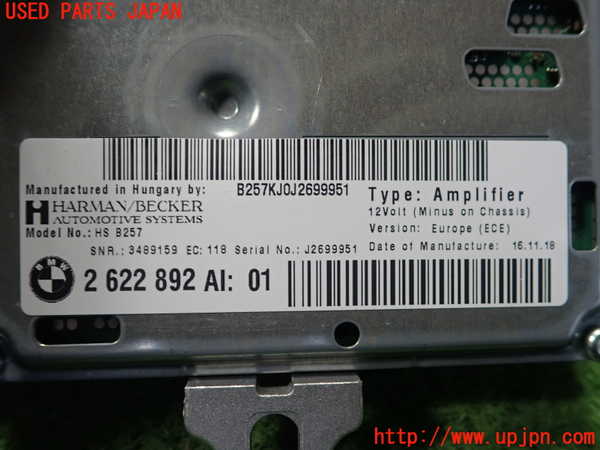 USED PARTS JAPAN
B257KJ0J2699951
Manufactured in Hungary by:
HARMAN/BECKER
AUTOMOTIVE SYSTEMS
Model No.: HS B257
Type: Amplifier
12Volt (Minus on Chassis)
Version: Europe (ECE)
SNR.: 3489159 EC: 118 Serial No.: J2699951 Date of Manufacture: 16.11.18
BMW
2 622 892 AI: 01
http://www.upjpn.com/